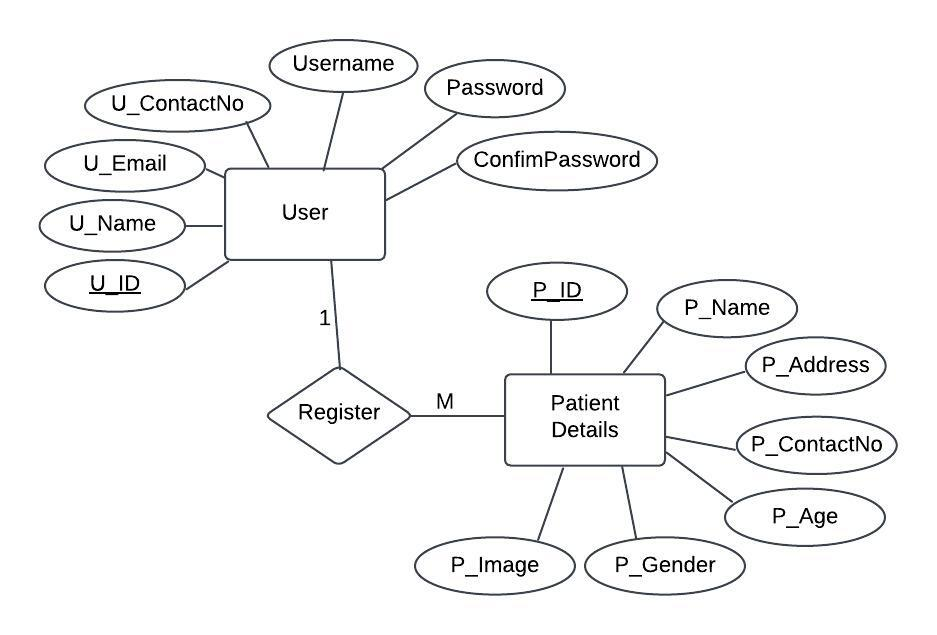 Username
Password
U_ContactNo
ConfimPassword
U_Email
User
U_Name
U_ID
1
P_ID
P_Name
P_Address
M
Register
Patient
Details
P_ContactNo
P_Age
P_Image
P_Gender